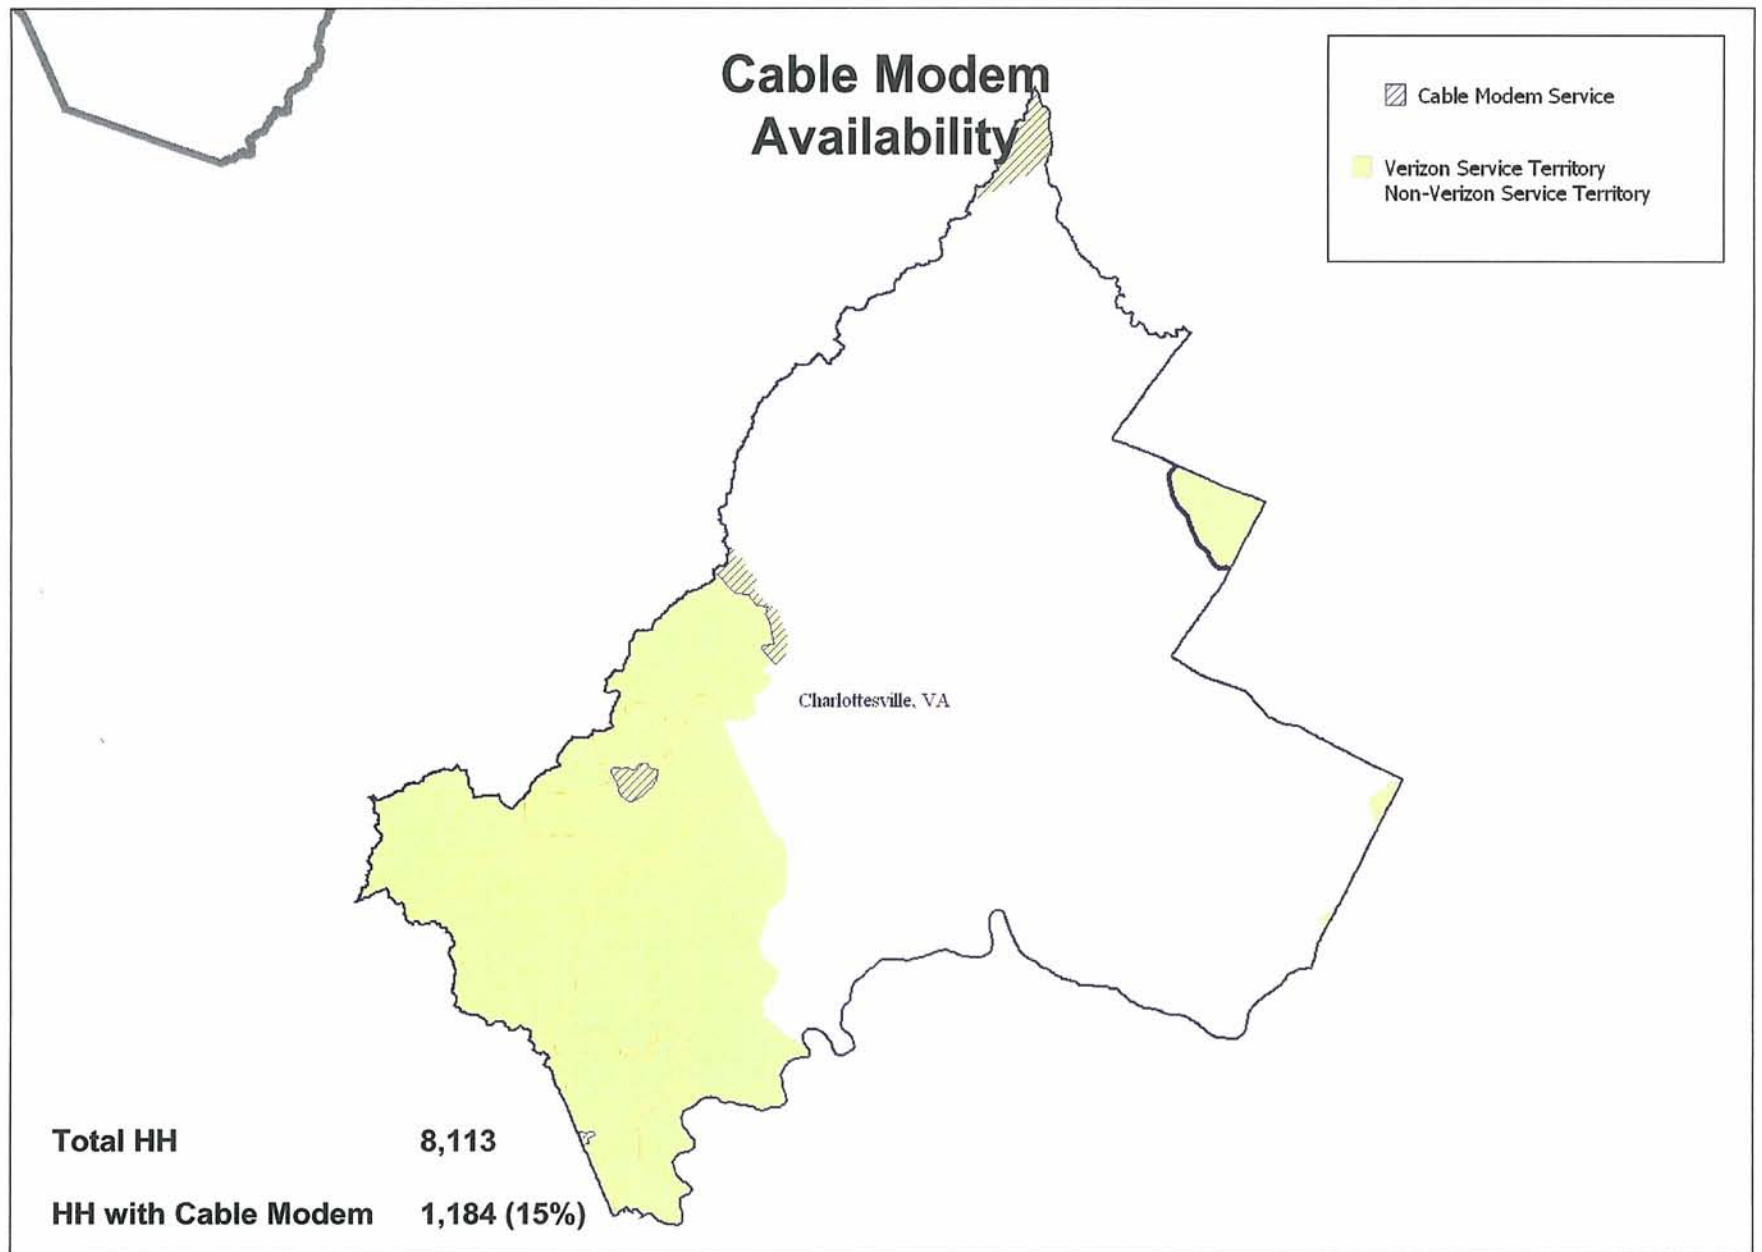 Cable Modem
Availability
Cable Modem Service
Verizon Service Territory
Non-Verizon Service Territory
Charlottesville, VA
Total HH 8,113
HH with Cable Modem 1,184 (15%)